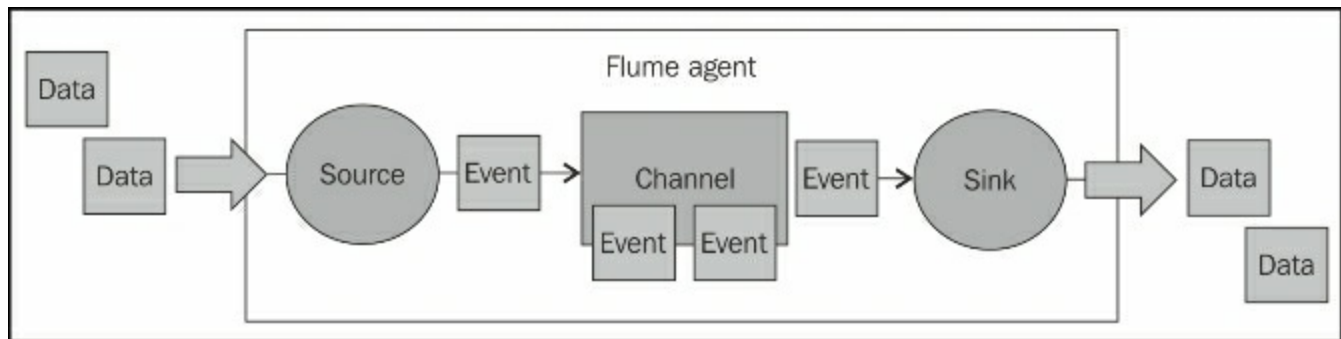 Flume agent
Data
Data
Source
Event
Channel
Event
Event
Event
Sink
Data
Data